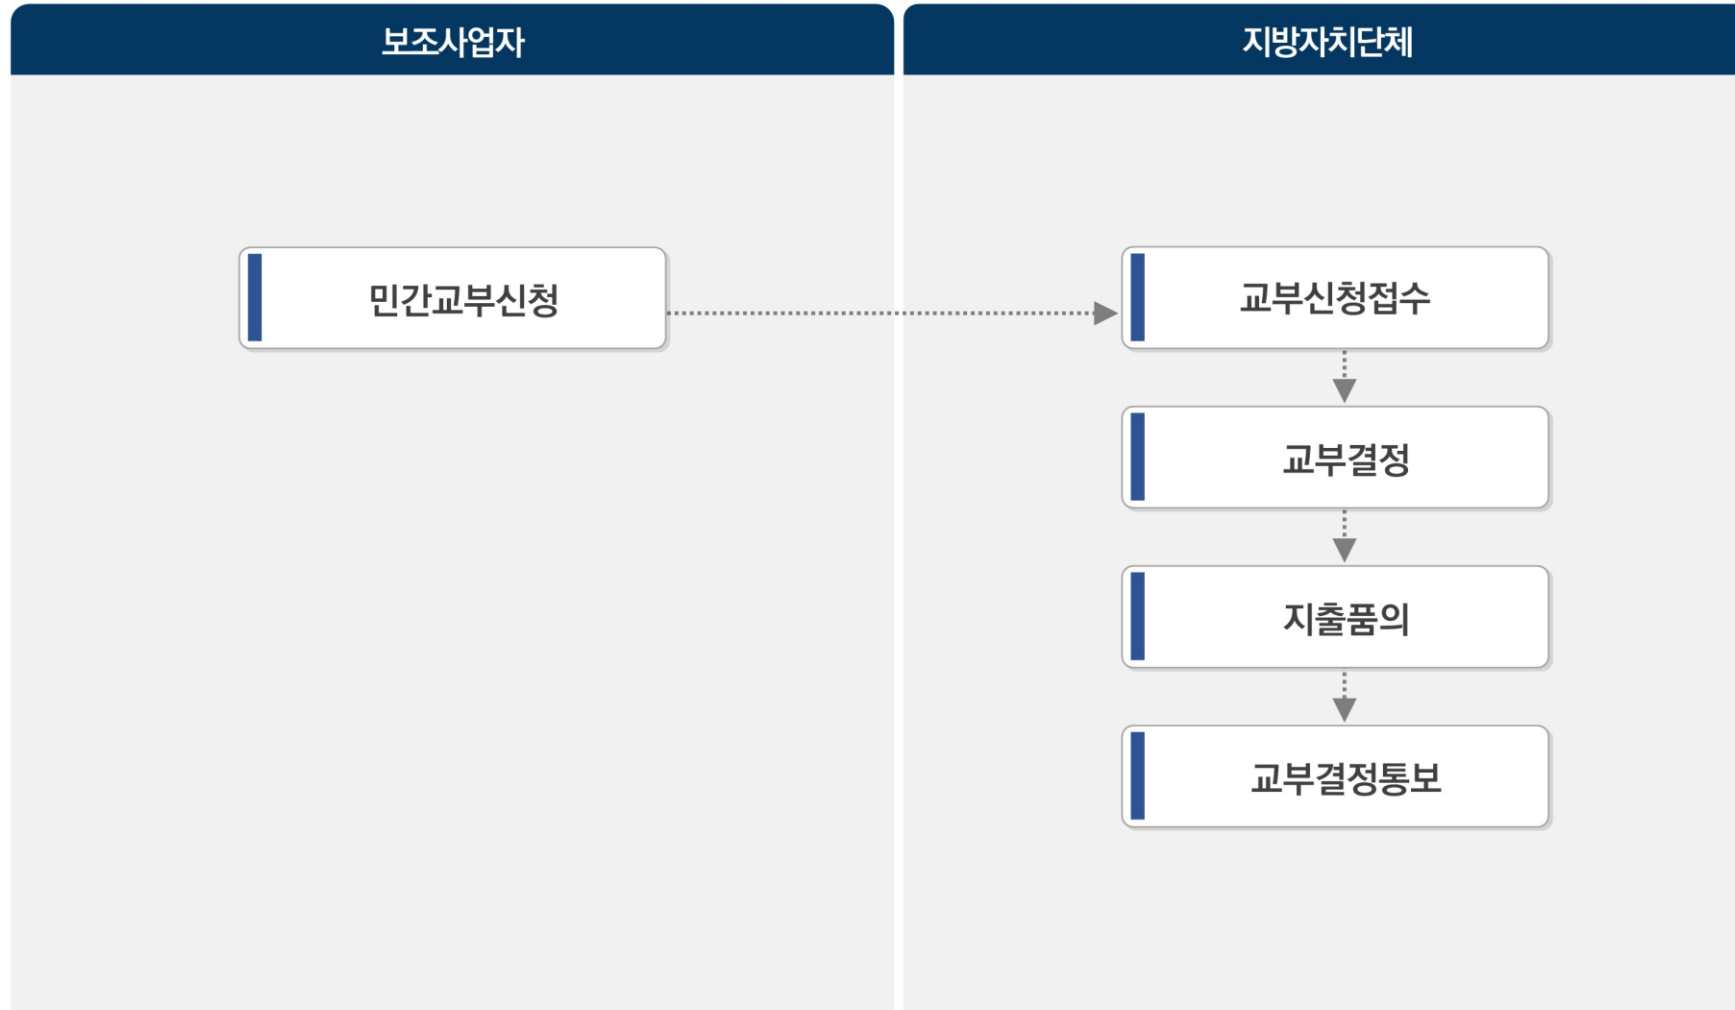 보조사업자
지방자치단체
민간교부신청
교부신청접수
교부결정
지출품의
교부결정통보